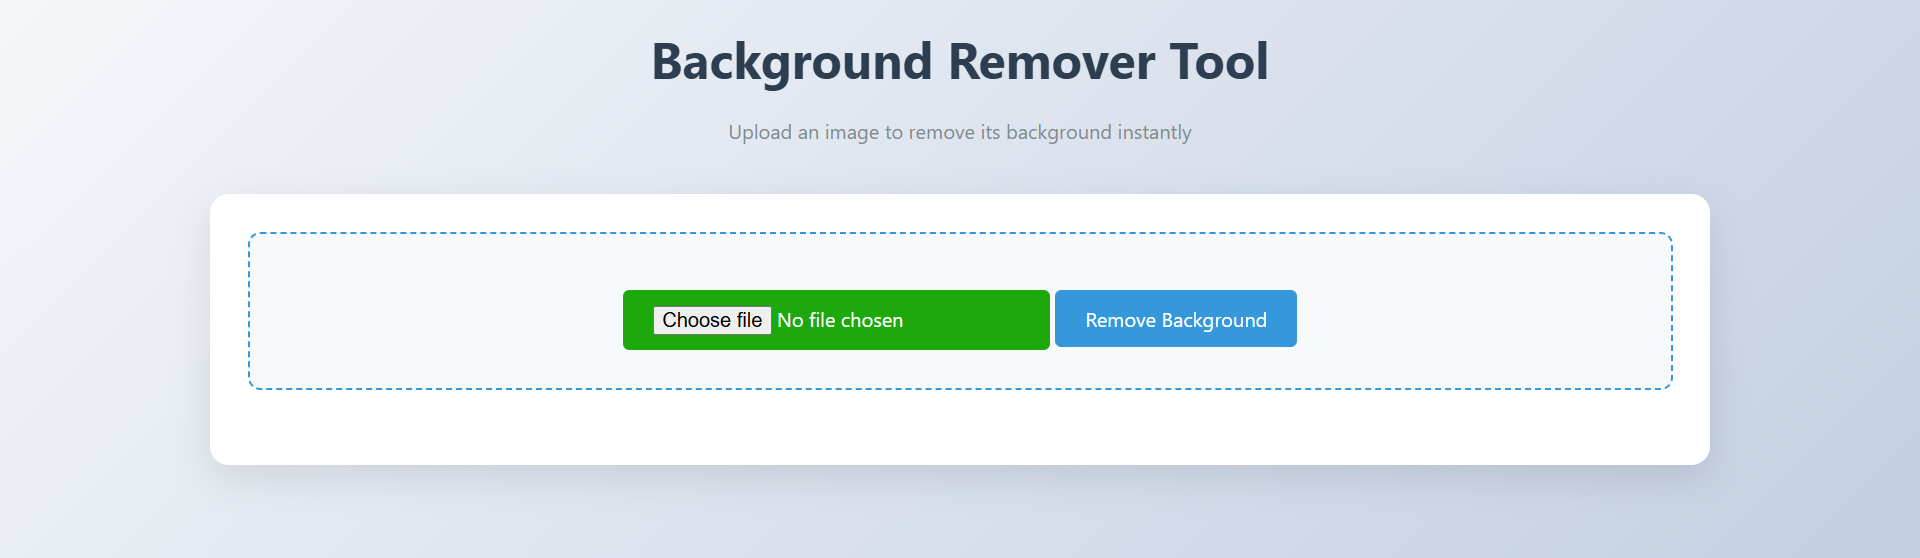 Background Remover Tool
Upload an image to remove its background instantly
Choose file No file chosen Remove Background